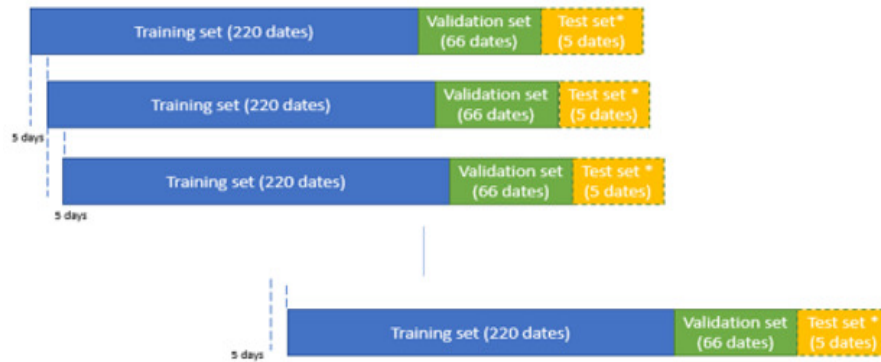 Training set (220 dates)
Validation set
(66 dates)
Test set*
(5 dates)
Training set (220 dates)
Validation set
(66 dates)
Test set *
(5 dates)
5 days
Training set (220 dates)
Validation set
(66 dates)
Test set *
(5 dates)
5 days
Training set (220 dates)
Validation set
(66 dates)
Test set *
(5 dates)
5 days